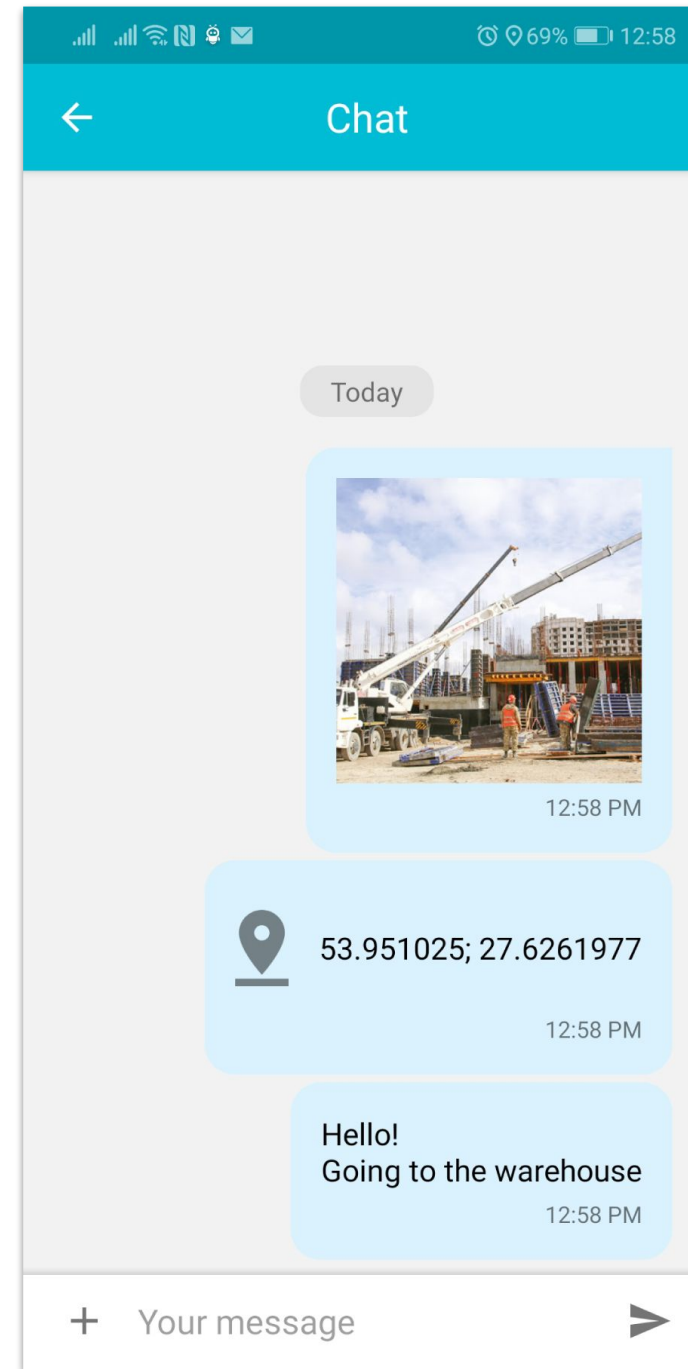 69% 12:58
Chat
Today
12:58 PM
53.951025; 27.6261977
12:58 PM
Hello!
Going to the warehouse
12:58 PM
Your message